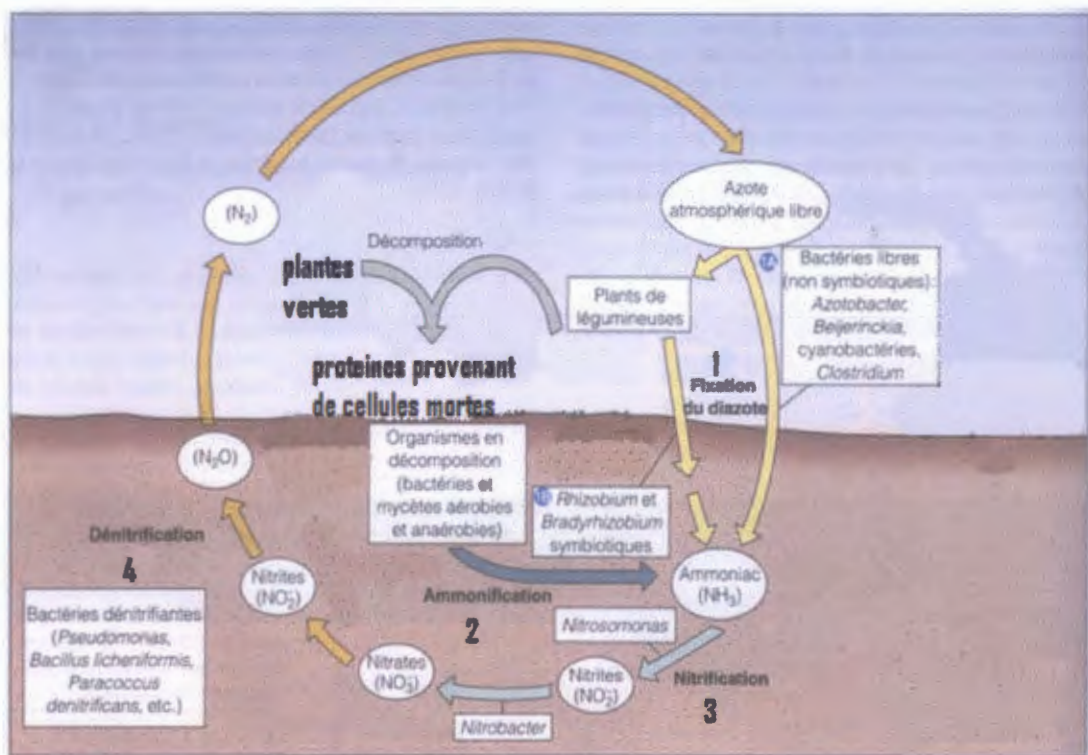 Azote
atmosphérique libre
(N₂)
Décomposition
plantes
vertes
Plants de
légumineuses
1A
Bactéries libres
(non symbiotiques):
Azotobacter,
Beijerinckia,
cyanobactéries,
Clostridium
1
Fixation
du diazote
proteines provenant
de cellules mortes
Organismes en
décomposition
(bactéries et
mycètes aérobies
et anaérobies)
Rhizobium et
Bradyrhizobium
symbiotiques
(N₂O)
Dénitrification
4
Nitrites
(NO₂⁻)
Ammonification
2
Ammoniac
(NH₃)
Bactéries dénitrifiantes
(Pseudomonas,
Bacillus licheniformis,
Paracoccus
denitrificans, etc.)
Nitrosomonas
Nitrates
(NO₃⁻)
Nitrites
(NO₂⁻)
Nitrification
3
Nitrobacter